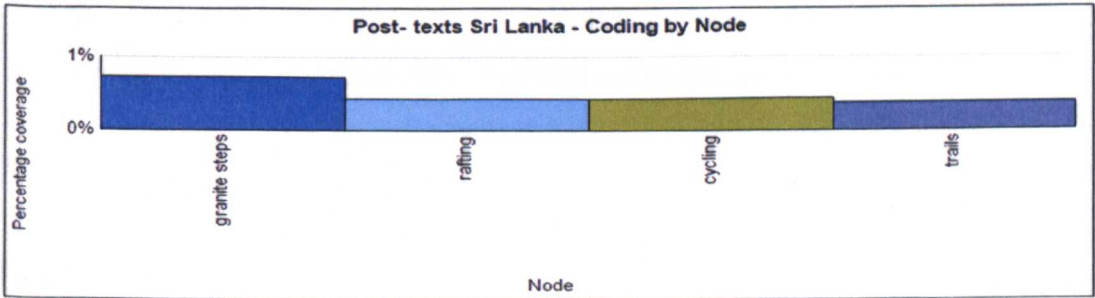 Post- texts Sri Lanka - Coding by Node
Percentage coverage
1%
0%
granite steps
rafting
cycling
trails
Node